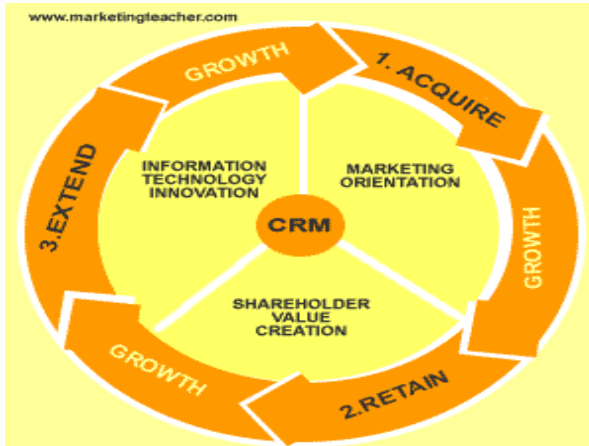 www.marketingteacher.com
GROWTH
1. ACQUIRE
GROWTH
2.RETAIN
GROWTH
3.EXTEND
INFORMATION
TECHNOLOGY
INNOVATION
MARKETING
ORIENTATION
CRM
SHAREHOLDER
VALUE
CREATION